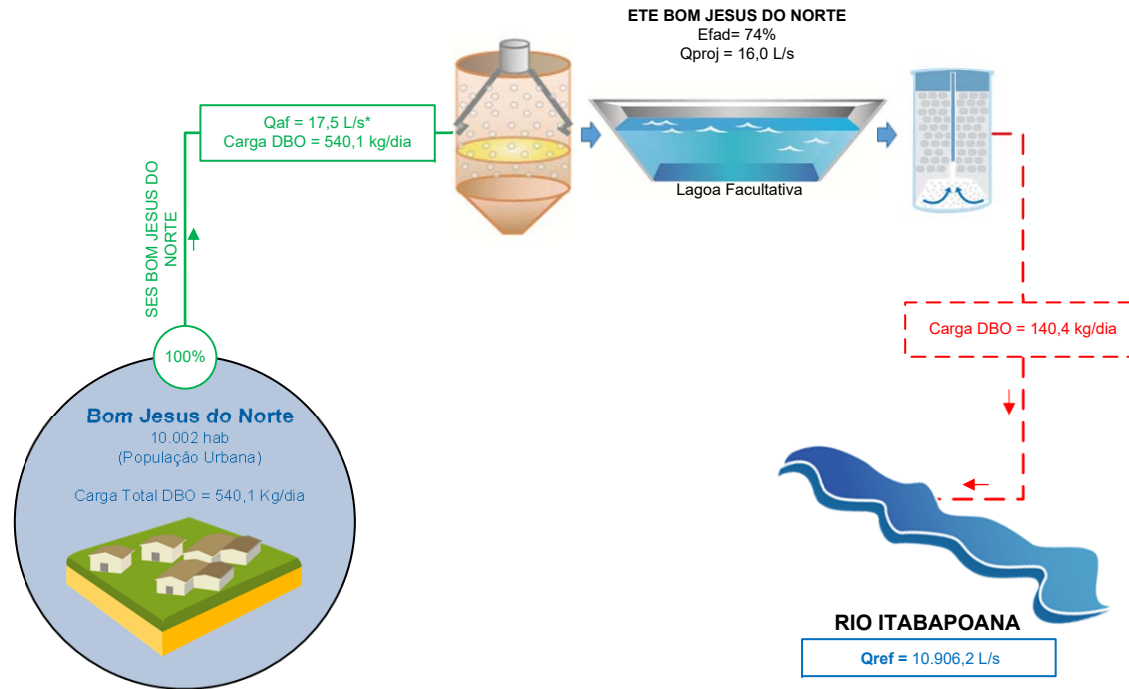 ETE BOM JESUS DO NORTE
Efad= 74%
Qproj = 16,0 L/s
Qaf = 17,5 L/s*
Carga DBO = 540,1 kg/dia
Lagoa Facultativa
SES BOM JESUS DO
NORTE
Carga DBO = 140,4 kg/dia
100%
Bom Jesus do Norte
10.002 hab
(População Urbana)
Carga Total DBO = 540,1 Kg/dia
RIO ITABAPOANA
Qref = 10.906,2 L/s